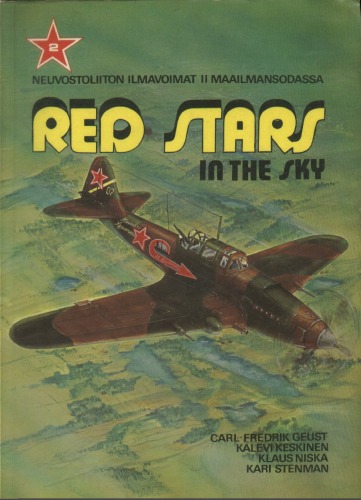 2
NEUVOSTOLIITON ILMAVOIMAT II MAAILMANSODASSA
RED STARS
IN THE SKY
CARL-FREDRIK GEUST
KALEVI KESKINEN
KLAUS NISKA
KARI STENMAN